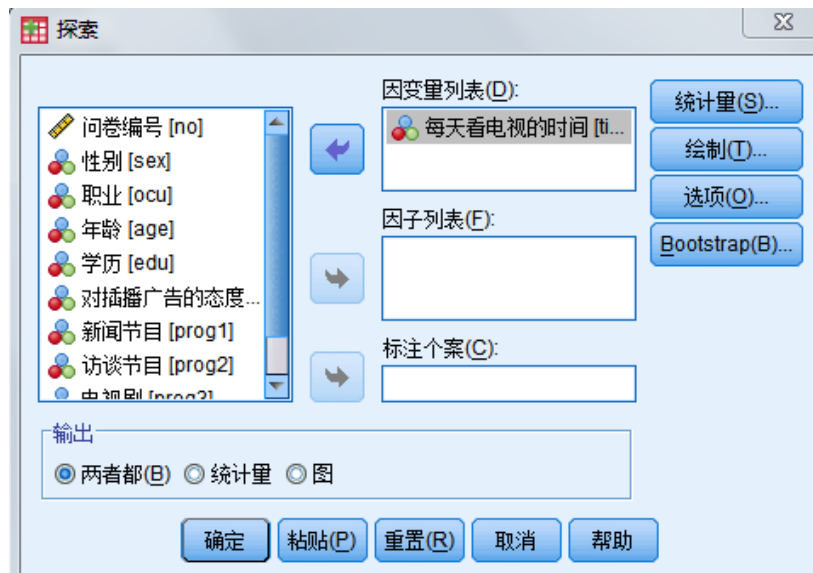 探索
问卷编号 [no]
性别 [sex]
职业 [ocu]
年龄 [age]
学历 [edu]
对插播广告的态度...
新闻节目 [prog1]
访谈节目 [prog2]
电视剧 [prog3]
因变量列表(D):
每天看电视的时间 [ti...
因子列表(F):
标注个案(C):
统计量(S)...
绘制(T)...
选项(O)...
Bootstrap(B)...
输出
两者都(B) 统计量 图
确定 粘贴(P) 重置(R) 取消 帮助